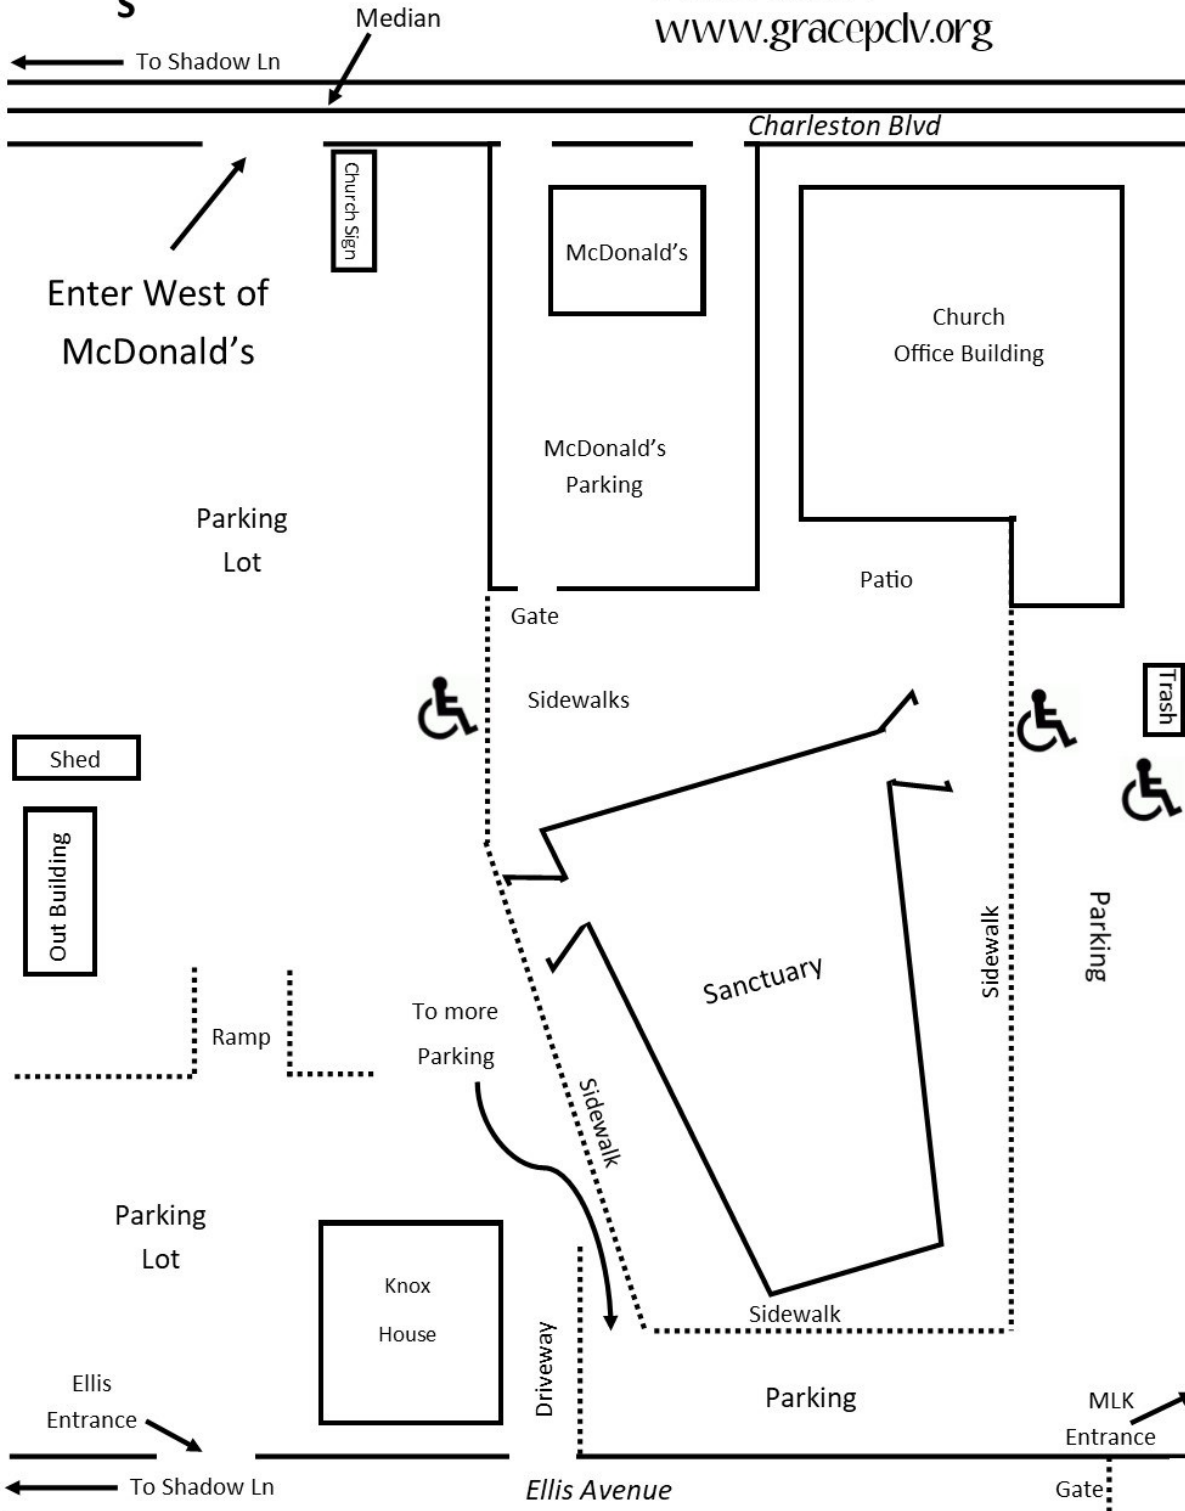 S
Median
www.gracepclv.org
To Shadow Ln
Charleston Blvd
Church Sign
McDonald's
Enter West of
McDonald's
Church
Office Building
McDonald's
Parking
Parking
Lot
Patio
Gate
Sidewalks
Trash
Shed
Out Building
Parking
Sidewalk
Sanctuary
To more
Parking
Ramp
Sidewalk
Parking
Lot
Knox
House
Sidewalk
Driveway
Ellis
Entrance
Parking
MLK
Entrance
To Shadow Ln
Ellis Avenue
Gate